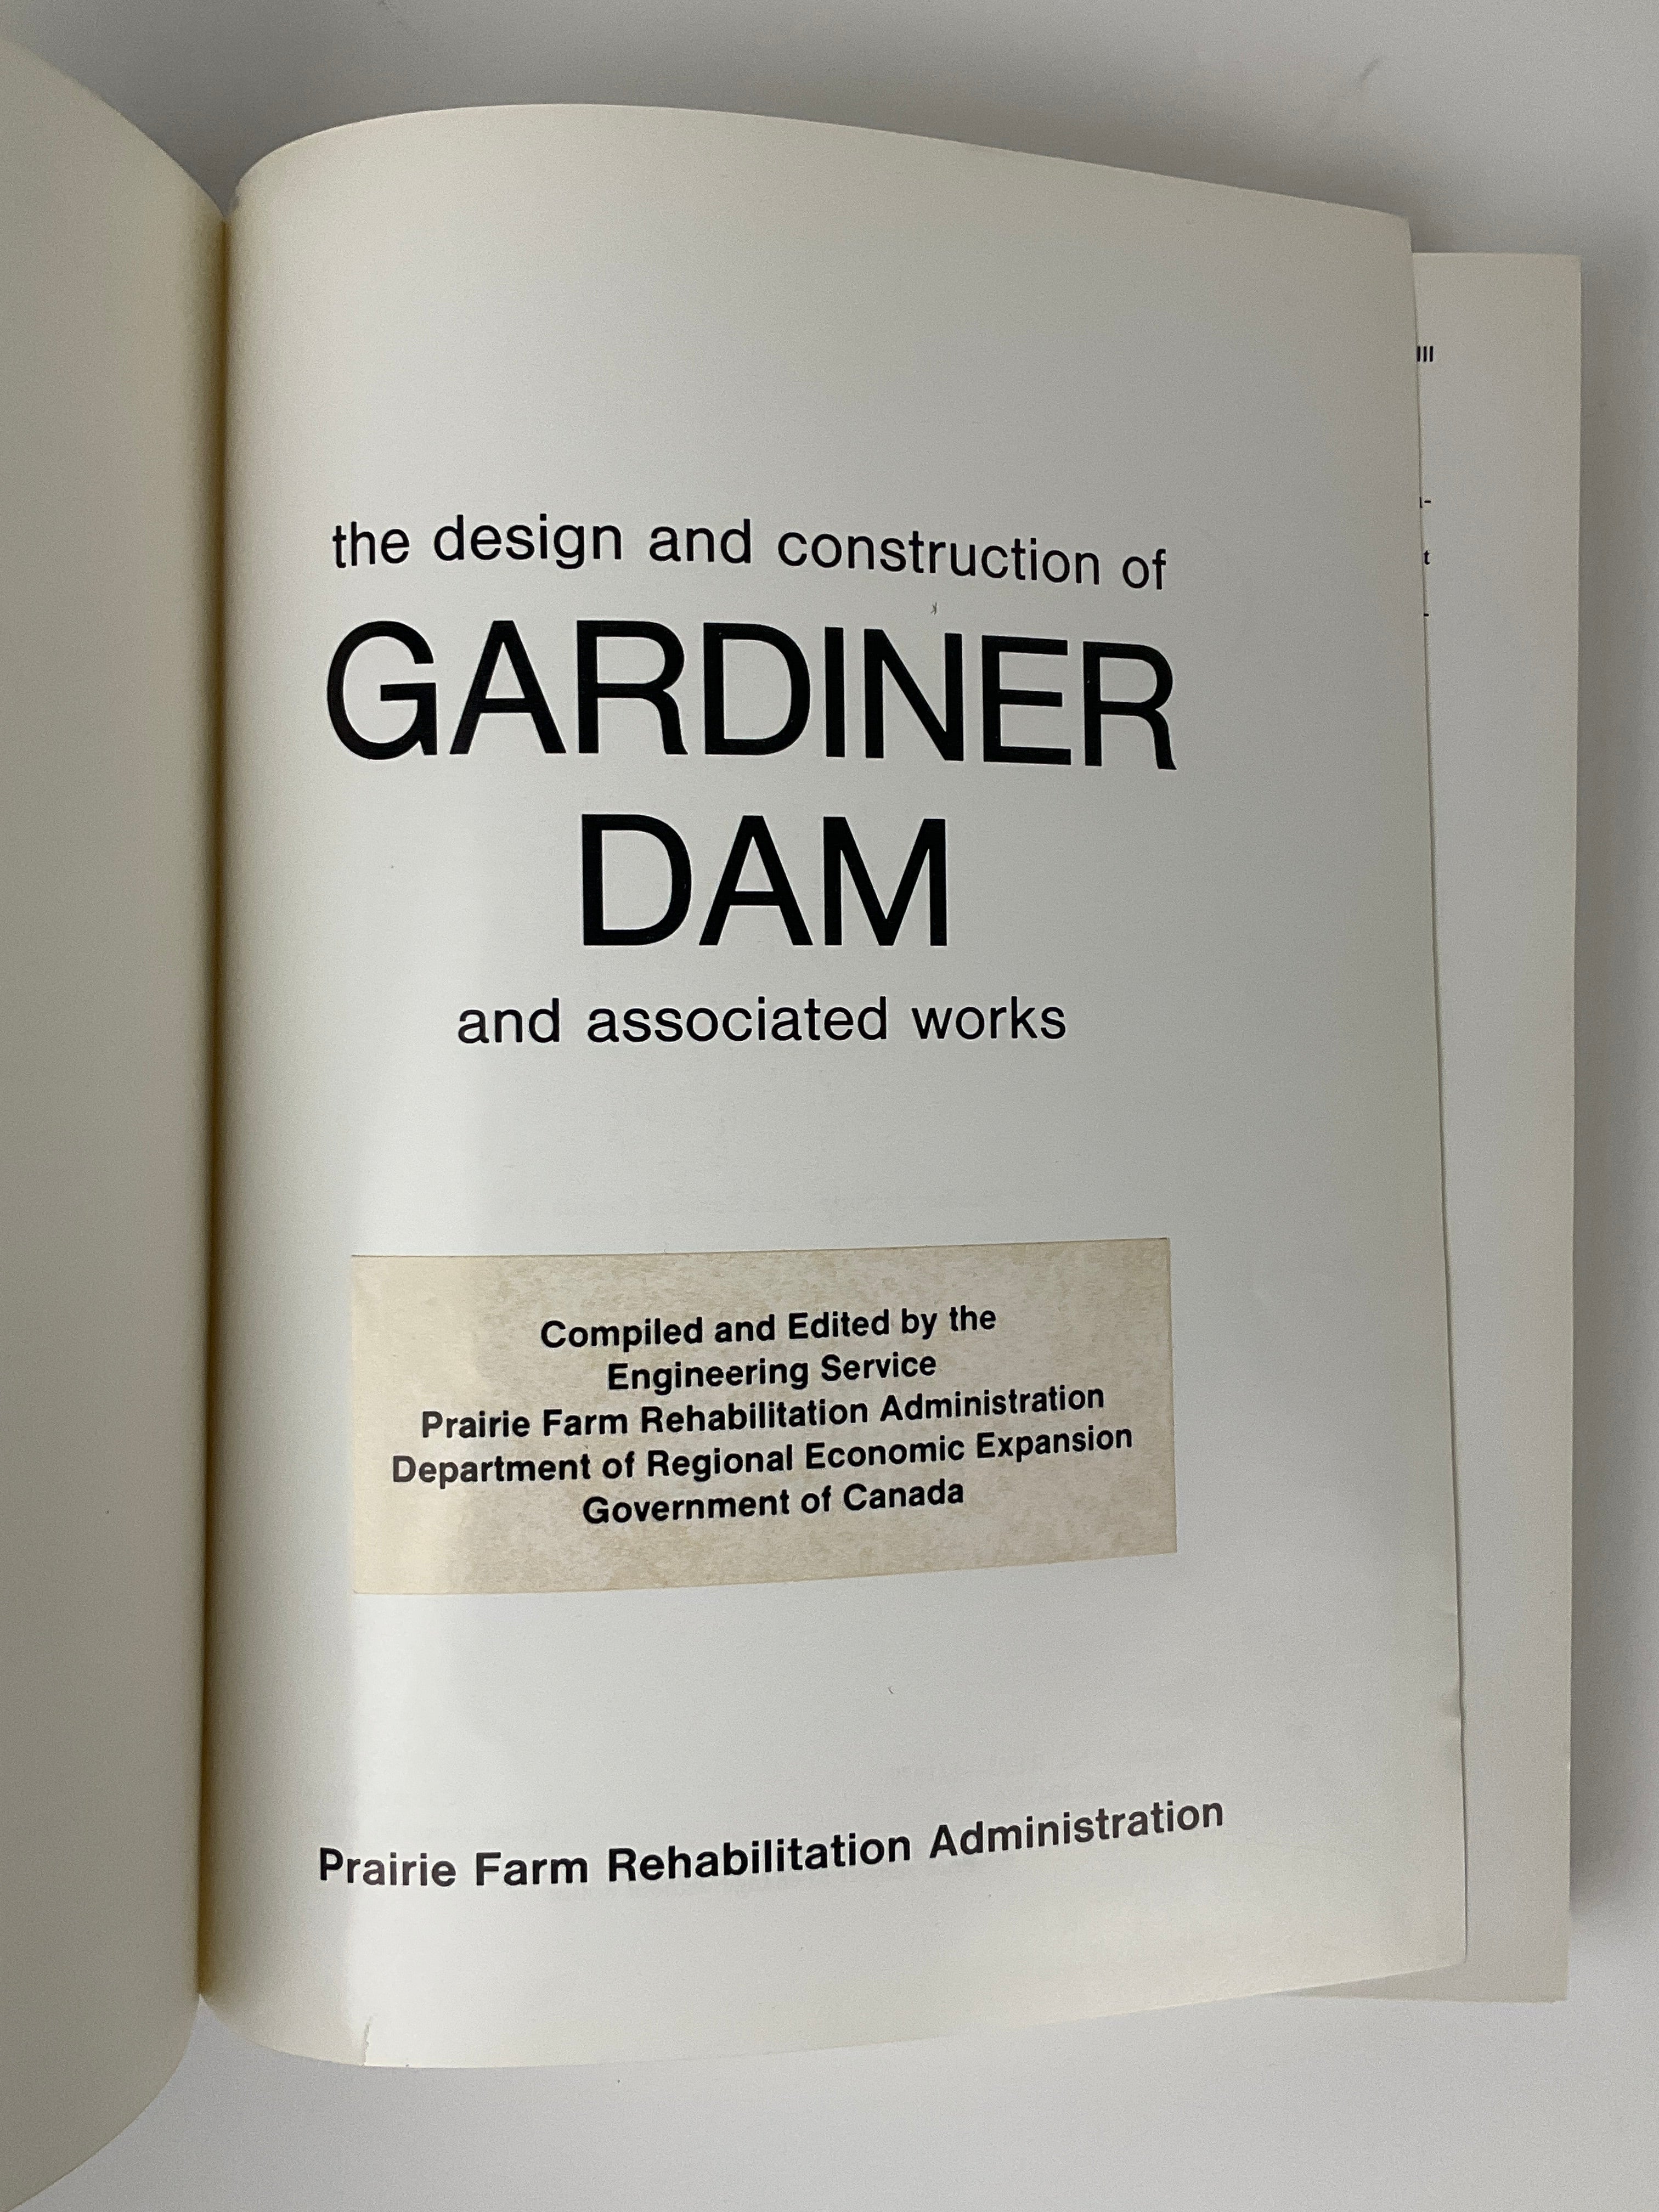 the design and construction of
GARDINER
DAM
and associated works
Compiled and Edited by the
Engineering Service
Prairie Farm Rehabilitation Administration
Department of Regional Economic Expansion
Government of Canada
Prairie Farm Rehabilitation Administration